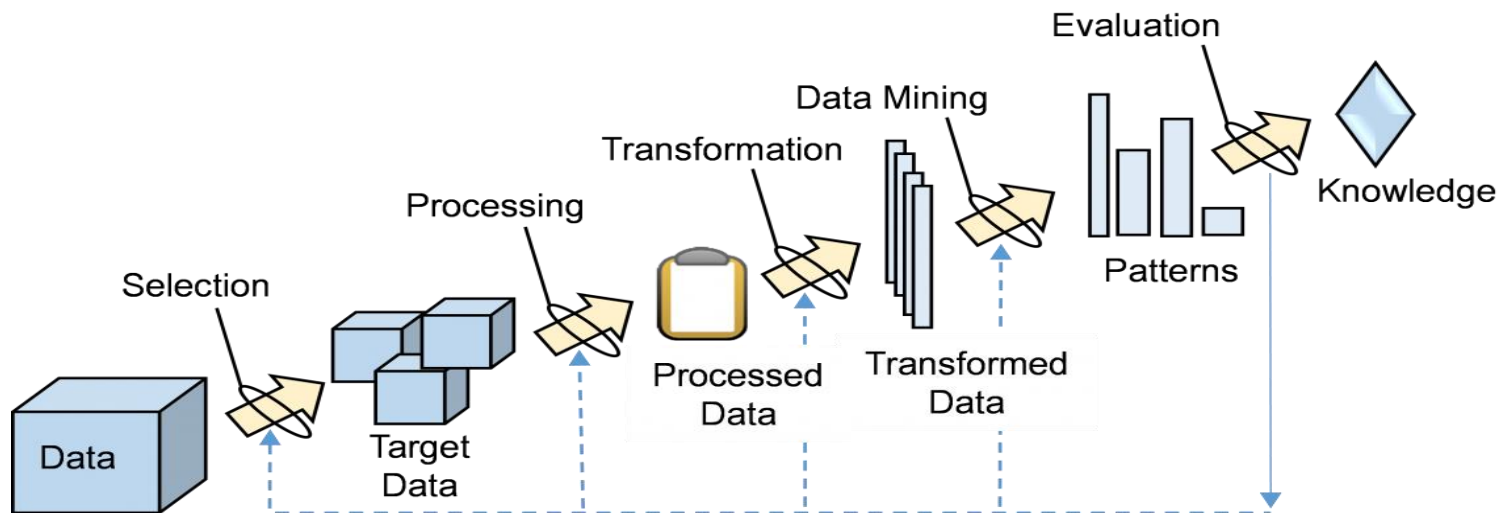 Evaluation
Data Mining
Transformation
Knowledge
Processing
Patterns
Selection
Processed
Data
Transformed
Data
Data
Target
Data